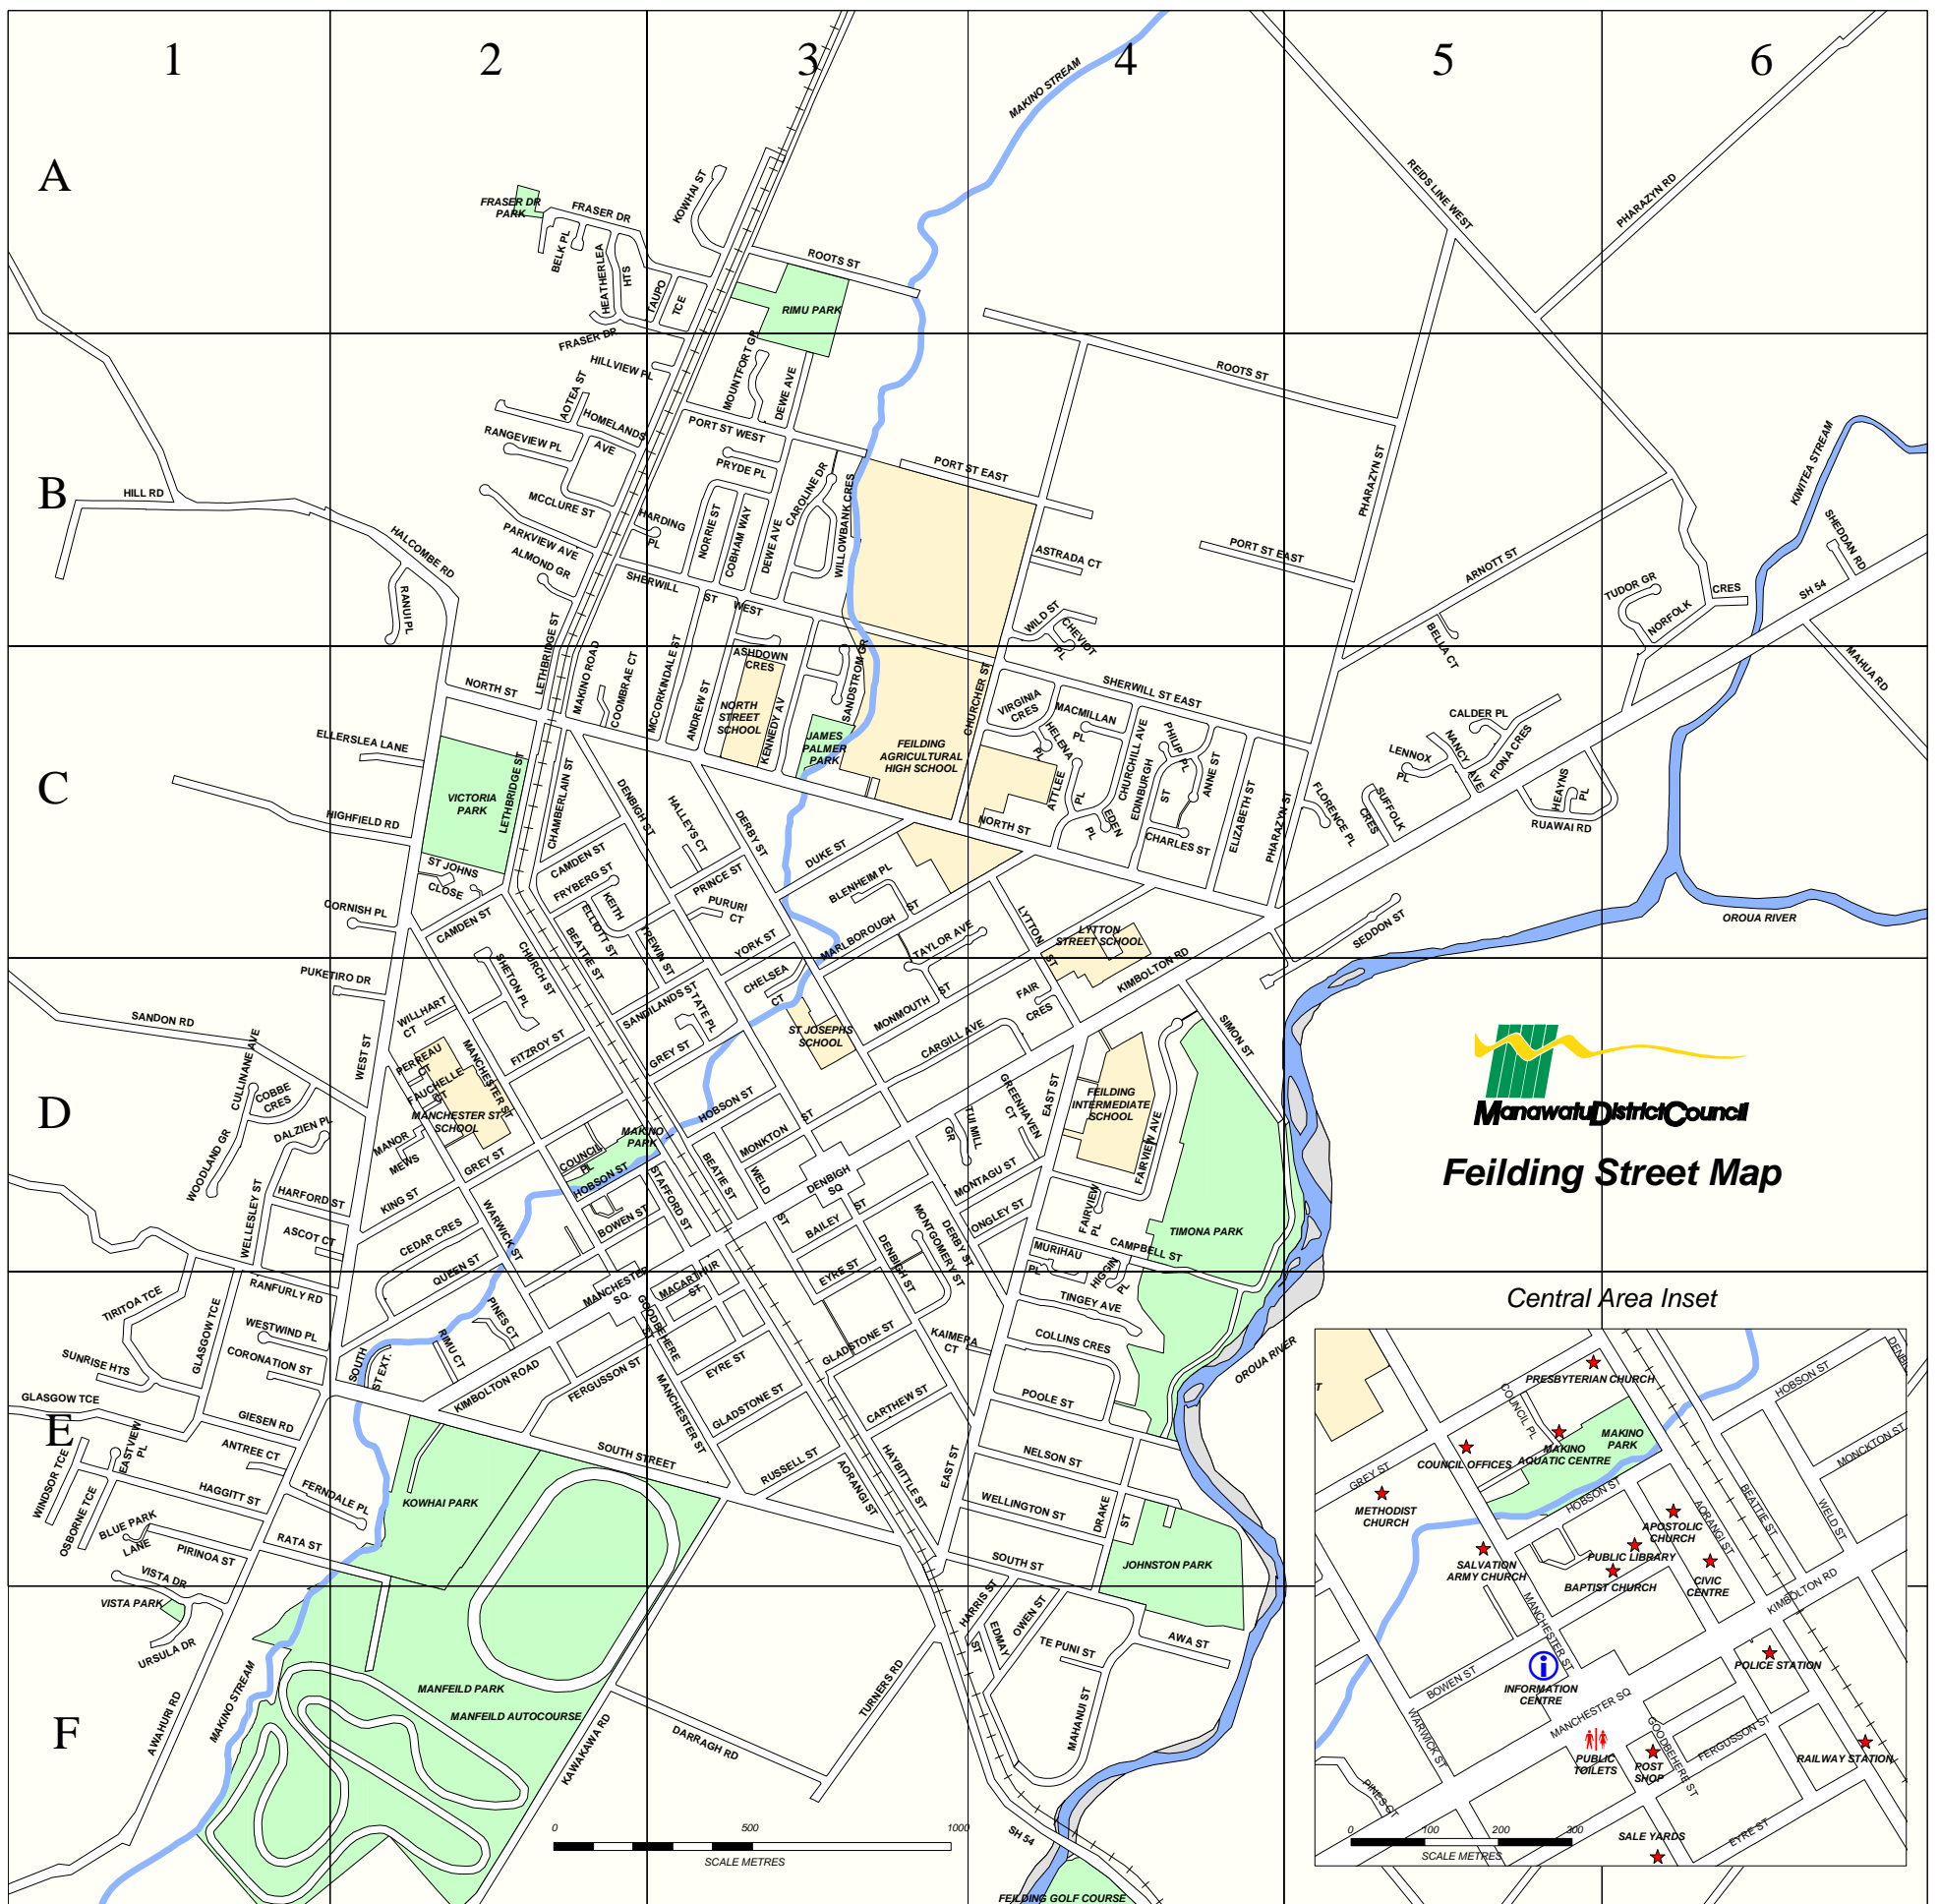 1
2
3
4
5
6
A
B
C
D
E
F
MAKINO STREAM
REIDS LINE WEST
PHARAZYN RD
FRASER DR
PARK
FRASER DR
KOWHAI ST
BELK PL
HEATHERLEA
HTS
TAUPO
TCE
ROOTS ST
RIMU PARK
FRASER DR
HILLVIEW PL
MOUNTFORT GR
DEWE AVE
AOTEA ST
HOMELANDS
AVE
RANGEVIEW PL
PORT ST WEST
PRYDE PL
CAROLINE DR
WILLOWBANK CRES
PORT ST EAST
ROOTS ST
PHARAZYN ST
KIWITEA STREAM
HILL RD
HALCOMBE RD
RANUI PL
MCCLURE ST
PARKVIEW AVE
ALMOND GR
HARDING
PL
NORRIE ST
COBHAM WAY
DEWE AVE
SHERWILL
ST
WEST
ASTRADA CT
PORT ST EAST
ARNOTT ST
SHEDDAN RD
SH 54
TUDOR GR
NORFOLK
CRES
WILD ST
CHEVIOT
PL
BELLA CT
MAHUA RD
LETHBRIDGE ST
MAKINO ROAD
COOMBRAE CT
MCCORKINDALE ST
ANDREW ST
ASHDOWN
CRES
NORTH
STREET
SCHOOL
KENNEDY AV
SANDSTROM GR
JAMES
PALMER
PARK
FEILDING
AGRICULTURAL
HIGH SCHOOL
CHURCHER ST
SHERWILL ST EAST
VIRGINIA
CRES
MACMILLAN
PL
HELENA
PL
CHURCHILL AVE
PHILIP PL
EDINBURGH
ST
ANNE ST
ATTLEE
PL
EDEN
PL
CHARLES ST
ELIZABETH ST
PHARAZYN ST
FLORENCE PL
SUFFOLK
CRES
LENNOX
PL
NANCY
AVE
CALDER PL
FIONA CRES
HEAYNS
PL
RUAWAI RD
NORTH ST
ELLERSLEA LANE
VICTORIA
PARK
LETHBRIDGE ST
CHAMBERLAIN ST
DENBIGH ST
HALLEYS CT
DERBY ST
NORTH ST
HIGHFIELD RD
ST JOHNS
CLOSE
CAMDEN ST
FRYBERG ST
KEITH
ELLIOTT ST
TREWIN ST
PRINCE ST
PURURI
CT
DUKE ST
BLENHEIM PL
MARLBOROUGH
ST
TAYLOR AVE
LYTTON
ST
LYTTON
STREET SCHOOL
SEDDON ST
OROUA RIVER
CORNISH PL
CAMDEN ST
SHETON PL
CHURCH ST
BEATTIE ST
YORK ST
PUKETIRO DR
WILLHART
CT
SANDILANDS ST
TATE PL
CHELSEA
CT
ST JOSEPHS
SCHOOL
MONMOUTH
ST
FAIR
CRES
KIMBOLTON RD
CARGILL AVE
SIMON ST
SANDON RD
CULLINANE AVE
COBBE
CRES
WEST ST
PERREAU
CT
FAUCHELLE
CT
MANCHESTER ST
MANCHESTER ST
SCHOOL
FITZROY ST
GREY ST
HOBSON ST
DALZIEN PL
WOODLAND GR
MANOR
MEWS
GREY ST
COUNCIL
PL
MAKINO
PARK
HOBSON ST
BEATIE ST
MONKTON
ST
WELD
ST
DENBIGH
SQ
TUI MILL
GR
GREENHAVEN
CT
EAST ST
FEILDING
INTERMEDIATE
SCHOOL
FAIRVIEW AVE
MONTAGU ST
HARFORD ST
WELLESLEY ST
KING ST
CEDAR CRES
WARWICK ST
BOWEN ST
STAFFORD ST
BAILEY
ST
MONTGOMERY ST
DERBY ST
ONGLEY ST
FAIRVIEW
PL
TIMONA PARK
ASCOT CT
QUEEN ST
EYRE ST
DENBIGH ST
MURIHAU
PL
CAMPBELL ST
HIGGIN
PL
RANFURLY RD
TIRITOA TCE
GLASGOW TCE
WESTWIND PL
CORONATION ST
MANCHESTER
SQ.
MACARTHUR
ST
GOODBEHERE
ST
PINES CT
RIMU CT
SOUTH
ST EXT.
TINGEY AVE
COLLINS CRES
KAIMERA
CT
GLADSTONE ST
EYRE ST
SUNRISE HTS
GLASGOW TCE
KIMBOLTON ROAD
FERGUSSON ST
MANCHESTER ST
GLADSTONE ST
CARTHEW ST
POOLE ST
OROUA RIVER
GIESEN RD
ANTREE CT
EASTVIEW
PL
WINDSOR TCE
OSBORNE TCE
HAGGITT ST
FERNDALE PL
KOWHAI PARK
SOUTH STREET
RUSSELL ST
AORANGI ST
HAYBITTLE ST
EAST ST
NELSON ST
WELLINGTON ST
DRAKE
ST
BLUE PARK
LANE
PIRINOA ST
RATA ST
VISTA DR
VISTA PARK
URSULA DR
SOUTH ST
JOHNSTON PARK
HARRIS ST
EDMAY
ST
OWEN ST
TE PUNI ST
AWA ST
MAKINO STREAM
AWAHURI RD
MANFEILD PARK
MANFEILD AUTOCOURSE
KAWAKAWA RD
DARRAGH RD
TURNERS RD
MAHANUI ST
SH 54
FEILDING GOLF COURSE
0
500
1000
SCALE METRES
ManawatuDistrictCouncil
Feilding Street Map
Central Area Inset
T
PRESBYTERIAN CHURCH
HOBSON ST
DENBI
COUNCIL PL
MAKINO
PARK
MAKINO
AQUATIC CENTRE
COUNCIL OFFICES
MONCKTON ST
GREY ST
METHODIST
CHURCH
HOBSON ST
AORANGI ST
BEATTIE ST
WELD ST
APOSTOLIC
CHURCH
PUBLIC LIBRARY
SALVATION
ARMY CHURCH
BAPTIST CHURCH
CIVIC
CENTRE
KIMBOLTON RD
MANCHESTER ST
POLICE STATION
BOWEN ST
i
INFORMATION
CENTRE
MANCHESTER SQ
WARWICK ST
GOODBEHERE ST
FERGUSSON ST
PUBLIC
TOILETS
POST
SHOP
RAILWAY STATION
PINES CT
SALE YARDS
EYRE ST
0
100
200
300
SCALE METRES